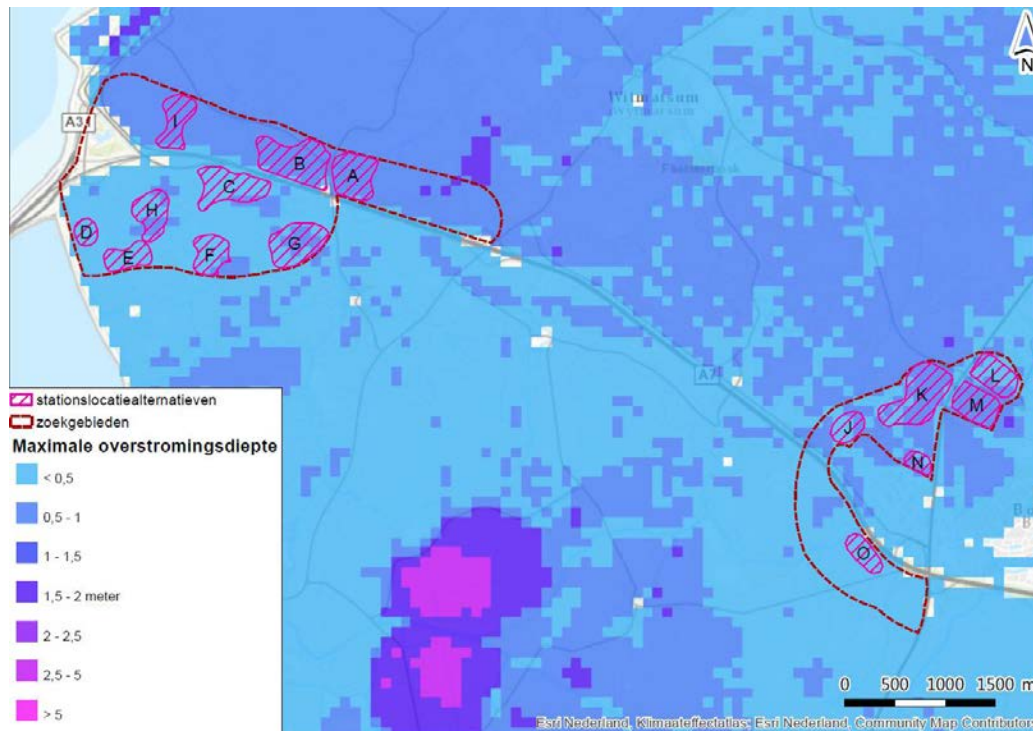 N
Witmarsum
A31
I
B
A
C
H
D
E
F
G
A7
L
K
M
J
N
O
stationslocatiealternatieven
zoekgebieden
Maximale overstromingsdiepte
< 0,5
0,5 - 1
1 - 1,5
1,5 - 2 meter
2 - 2,5
2,5 - 5
> 5
0 500 1000 1500 m
Esri Nederland, Klimaateffectatlas; Esri Nederland, Community Map Contributors